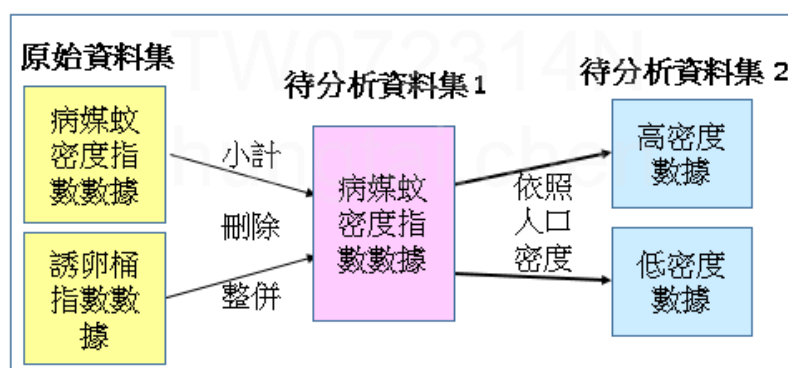 TW072314N
原始資料集
病媒蚊
密度指
數數據
誘卵桶
指數數
據
小計
刪除
整併
待分析資料集 1
病媒蚊
密度指
數數據
依照
人口
密度
待分析資料集 2
高密度
數據
低密度
數據